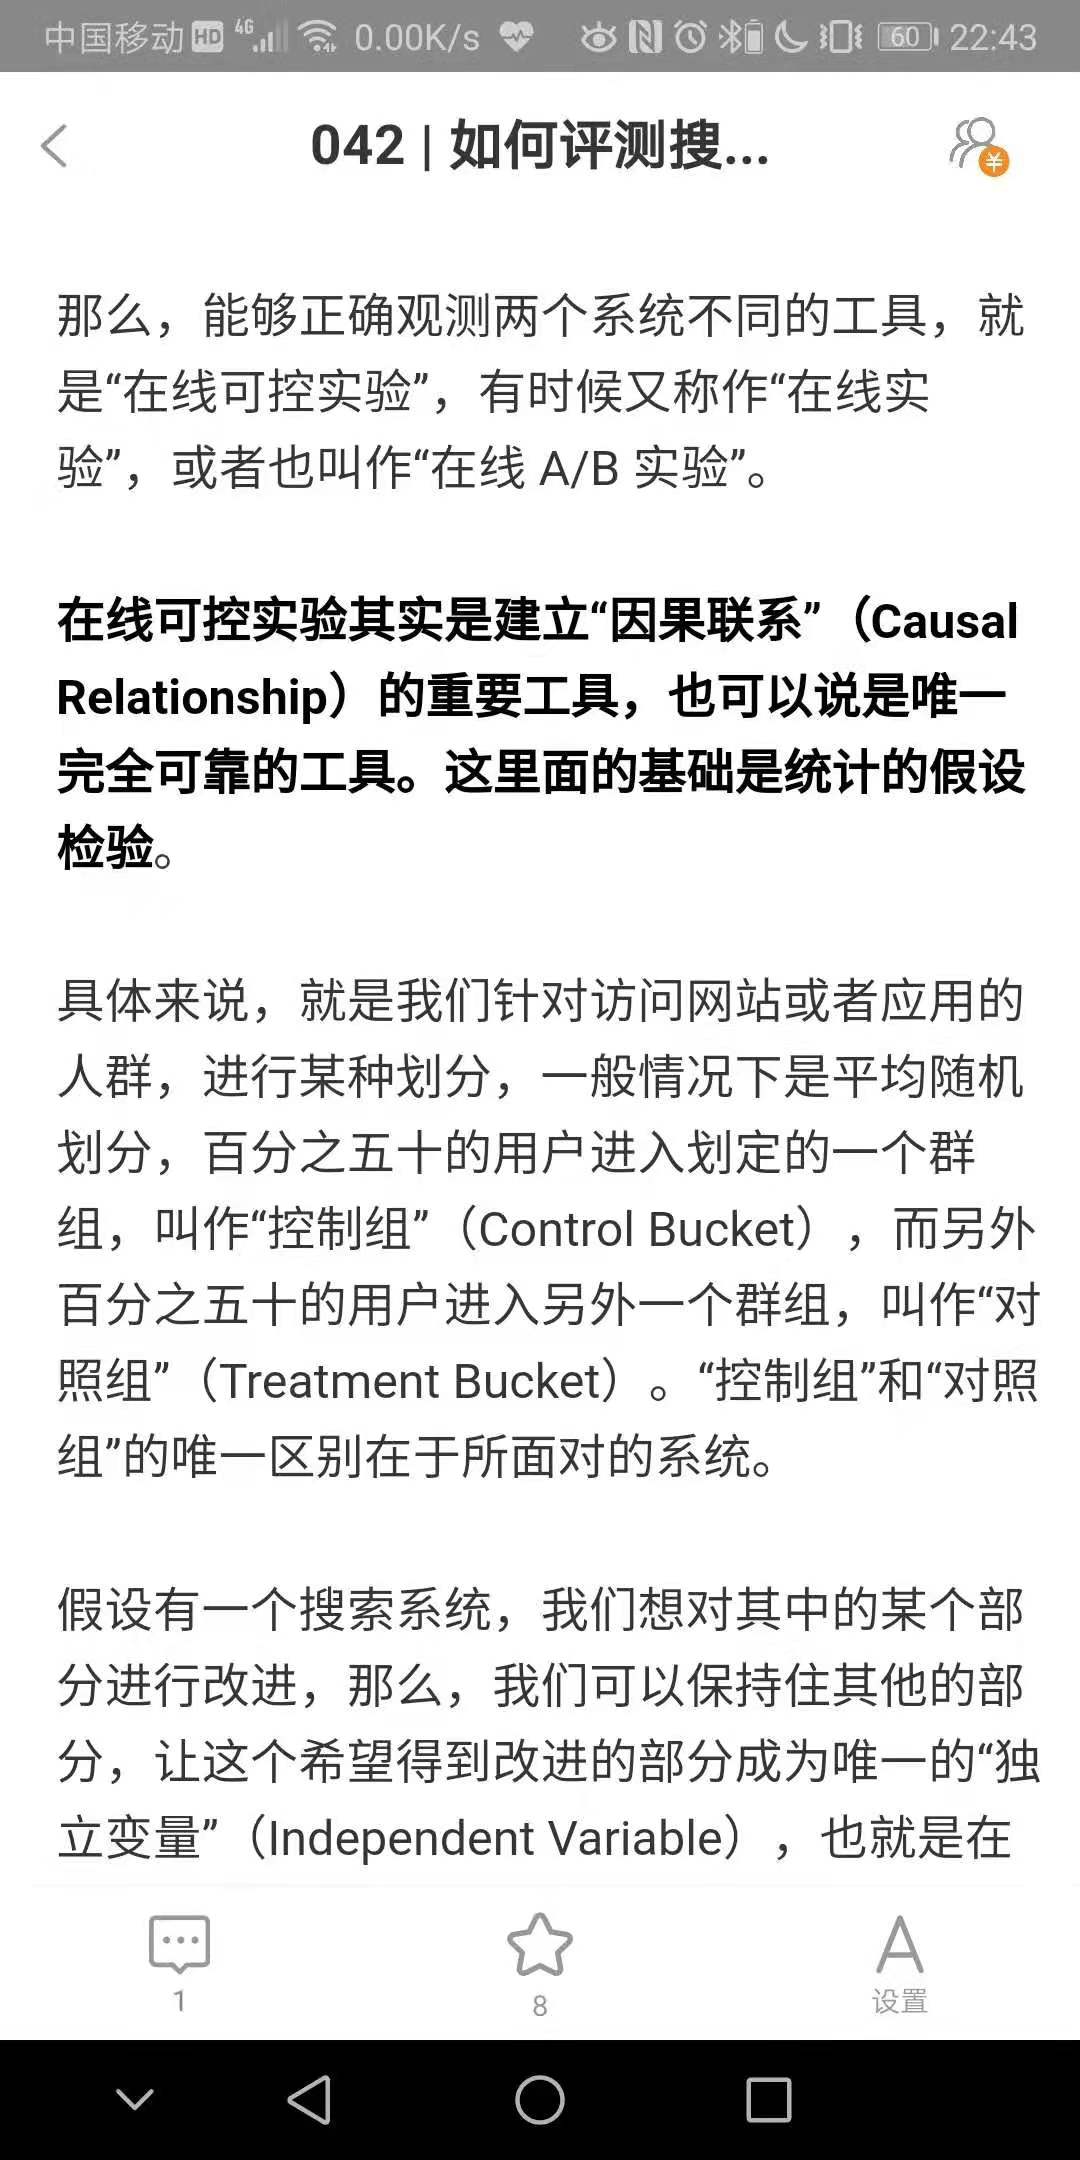 中国移动 HD 4G 0.00K/s 60 22:43
042 | 如何评测搜...
那么，能够正确观测两个系统不同的工具，就
是“在线可控实验”，有时候又称作“在线实
验”，或者也叫作“在线 A/B 实验”。
在线可控实验其实是建立“因果联系”（Causal
Relationship）的重要工具，也可以说是唯一
完全可靠的工具。这里面的基础是统计的假设
检验。
具体来说，就是我们针对访问网站或者应用的
人群，进行某种划分，一般情况下是平均随机
划分，百分之五十的用户进入划定的一个群
组，叫作“控制组”（Control Bucket），而另外
百分之五十的用户进入另外一个群组，叫作“对
照组”（Treatment Bucket）。“控制组”和“对照
组”的唯一区别在于所面对的系统。
假设有一个搜索系统，我们想对其中的某个部
分进行改进，那么，我们可以保持住其他的部
分，让这个希望得到改进的部分成为唯一的“独
立变量”（Independent Variable），也就是在
1
8
设置